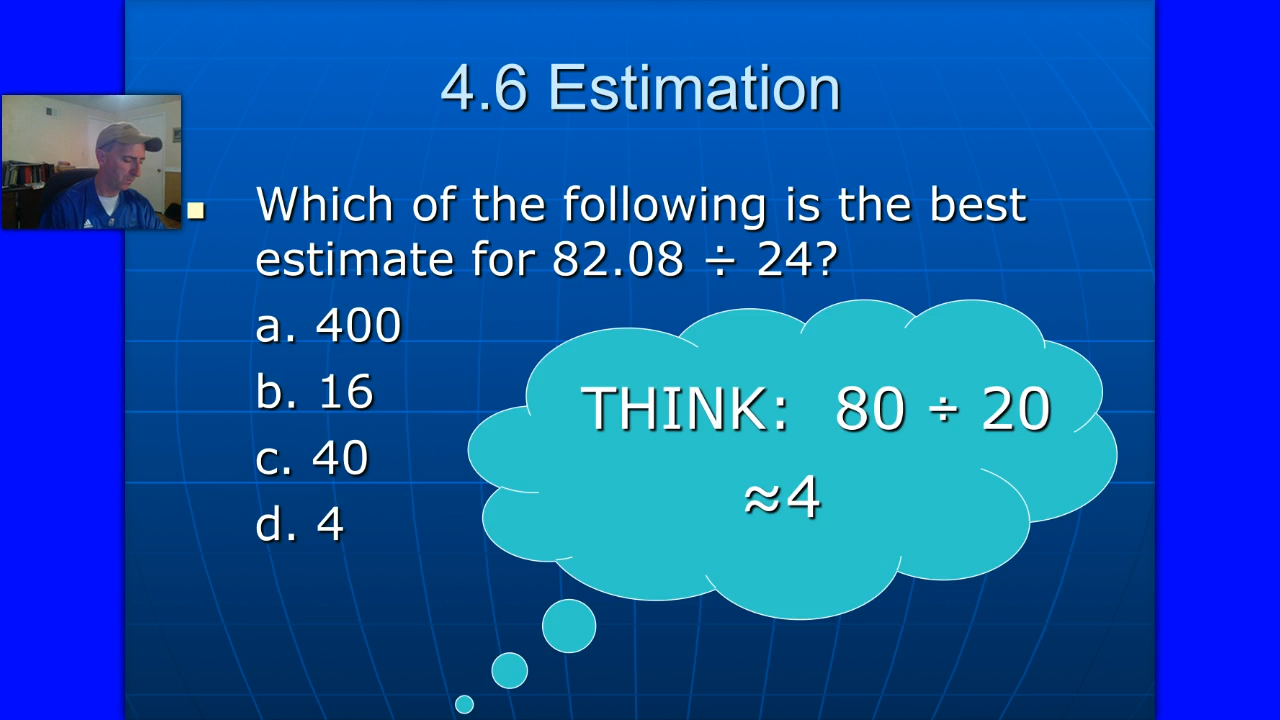 4.6 Estimation
Which of the following is the best
estimate for 82.08 ÷ 24?
a. 400
b. 16
c. 40
d. 4
THINK: 80 ÷ 20
≈4